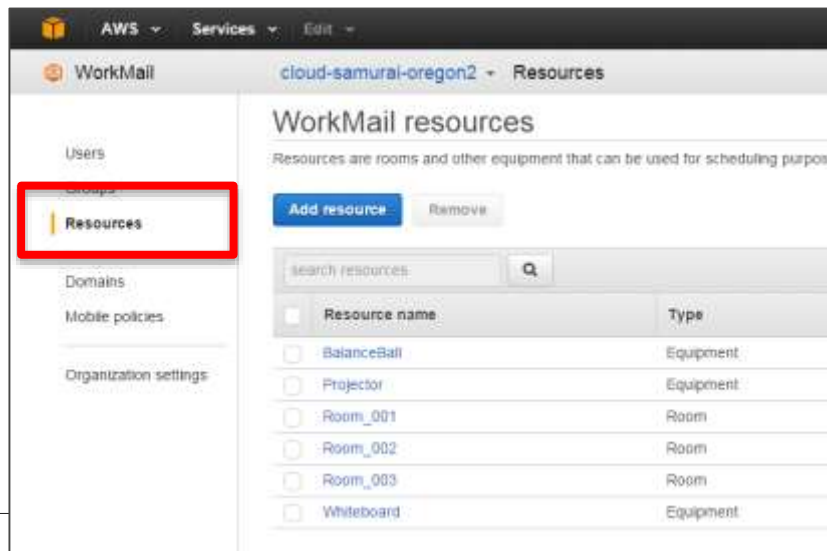 AWS Services Edit
WorkMail cloud-samurai-oregon2 Resources
WorkMail resources
Resources are rooms and other equipment that can be used for scheduling
Users
Groups
Resources
Domains
Mobile policies
Organization settings
Add resource Remove
search resources
Resource name Type
BalanceBall Equipment
Projector Equipment
Room_001 Room
Room_002 Room
Room_003 Room
Whiteboard Equipment